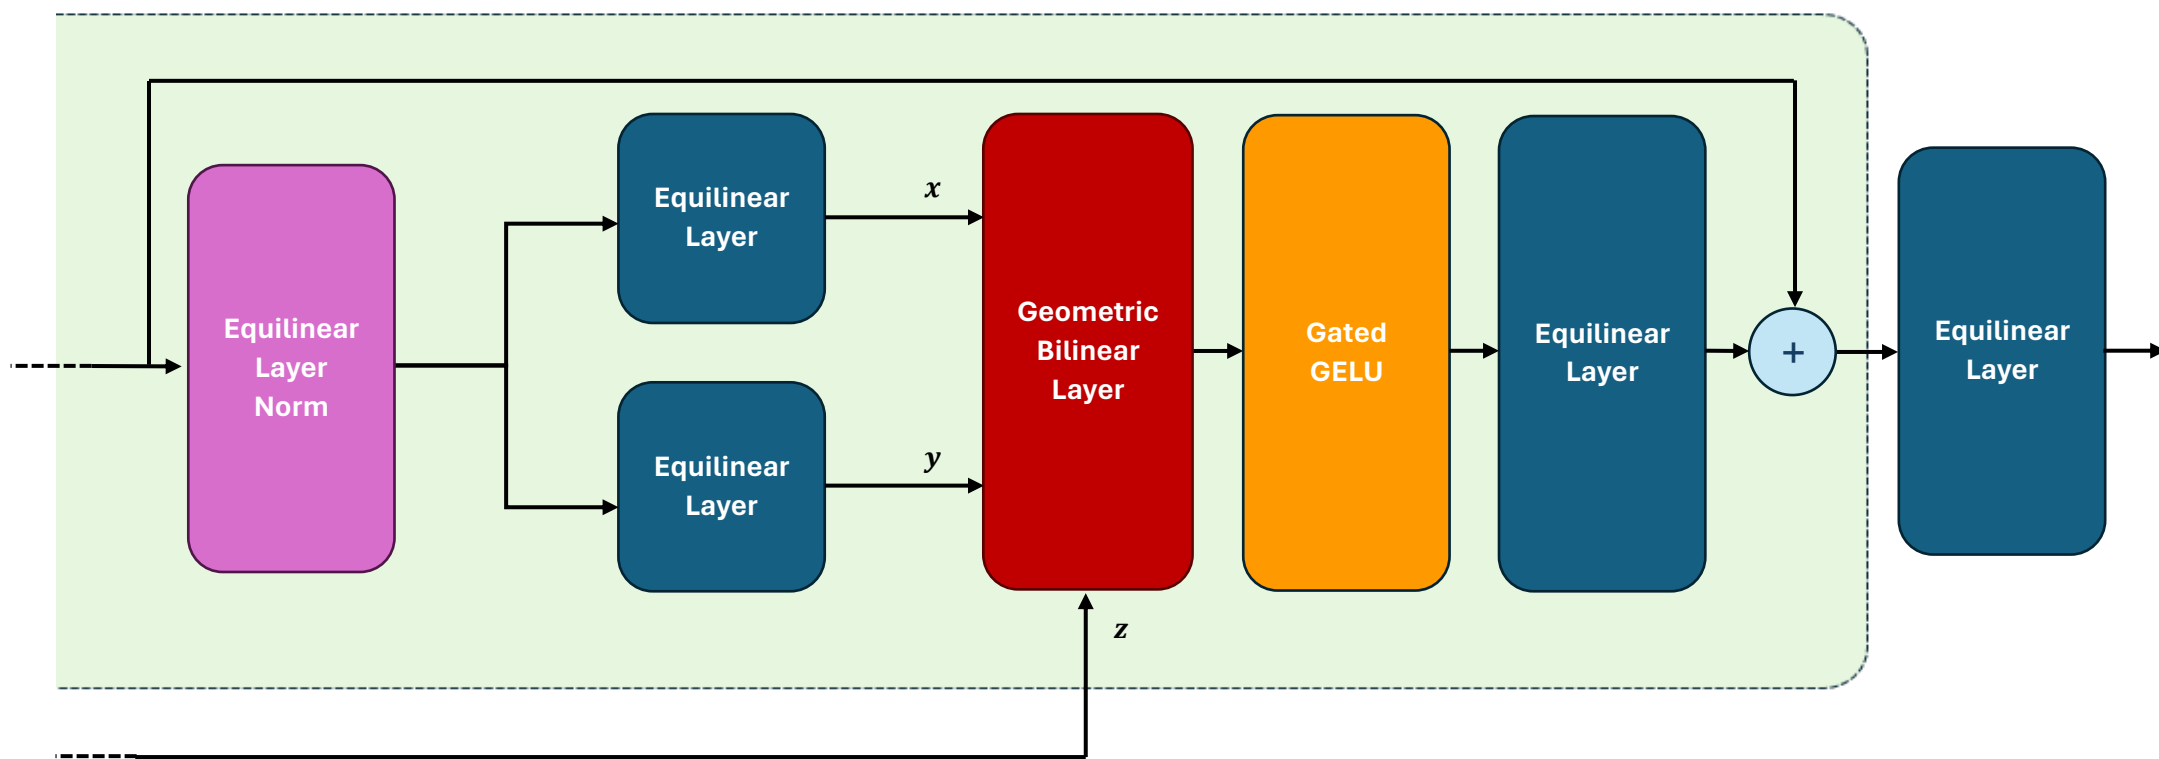 Equilinear
Layer
Norm
Equilinear
Layer
x
Equilinear
Layer
y
Geometric
Bilinear
Layer
z
Gated
GELU
Equilinear
Layer
+
Equilinear
Layer